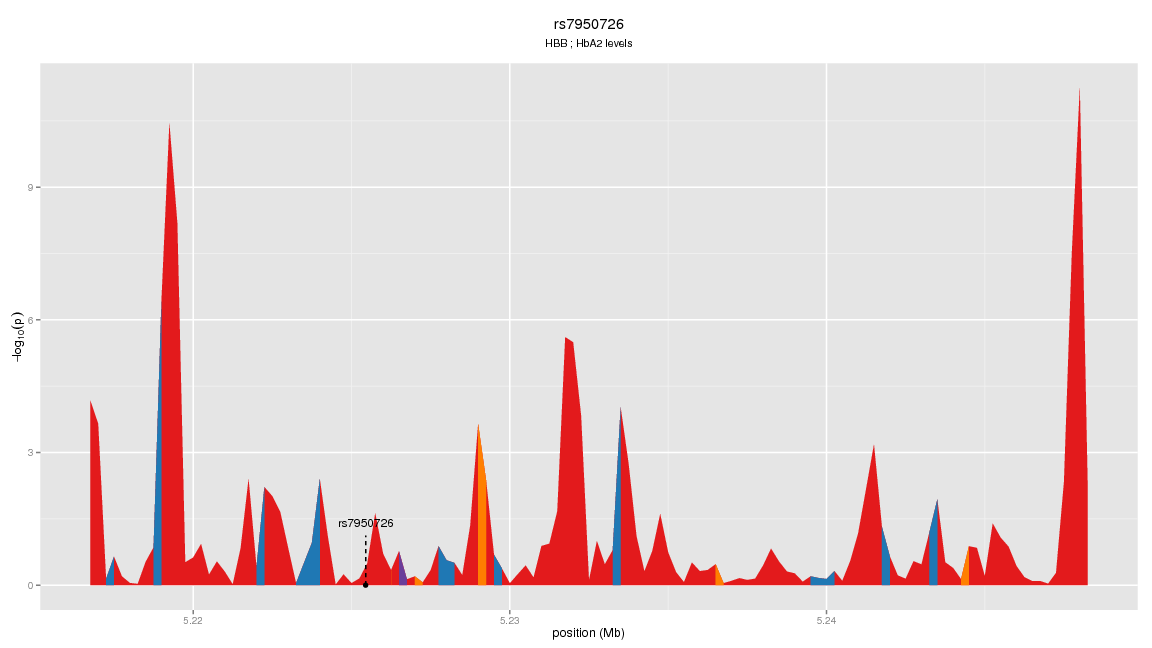 rs7950726
HBB ; HbA2 levels
−log₁₀(p)
9
6
3
0
rs7950726
5.22
5.23
5.24
position (Mb)